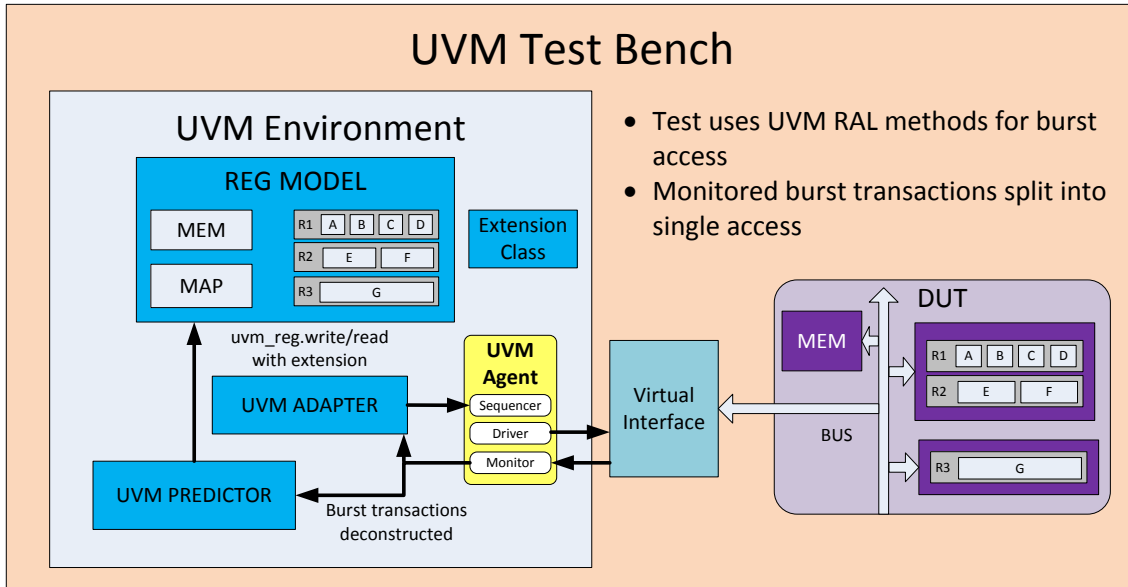 UVM Test Bench
UVM Environment
REG MODEL
MEM
MAP
R1 A B C D
R2 E F
R3 G
Extension
Class
• Test uses UVM RAL methods for burst
access
• Monitored burst transactions split into
single access
uvm_reg.write/read
with extension
UVM ADAPTER
UVM PREDICTOR
Burst transactions
deconstructed
UVM
Agent
Sequencer
Driver
Monitor
Virtual
Interface
BUS
DUT
MEM
R1 A B C D
R2 E F
R3 G